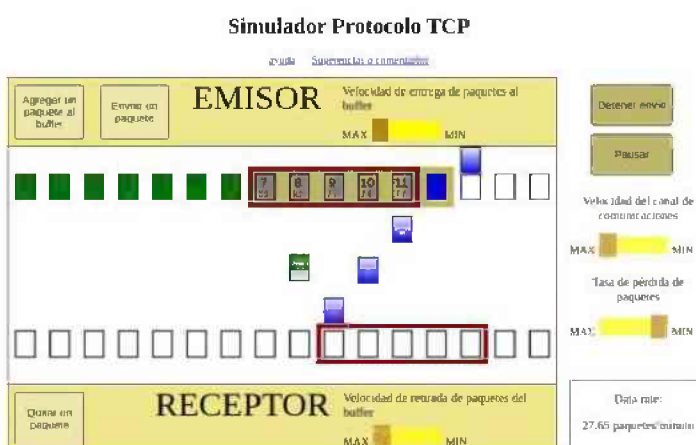 Simulador Protocolo TCP
ayuda Sugerencias o comentarios
Agregar un
paquete al
buffer
Enviar un
paquete
EMISOR
Velocidad de entrega de paquetes al
buffer
MAX MIN
Detener envío
Pausar
7 8 9 10 11
Velocidad del canal de
comunicaciones
MAX MIN
Tasa de pérdida de
paquetes
MAX MIN
Quitar un
paquete
RECEPTOR
Velocidad de retirada de paquetes del
buffer
MAX MIN
Data rate:
27.65 paquetes/minuto